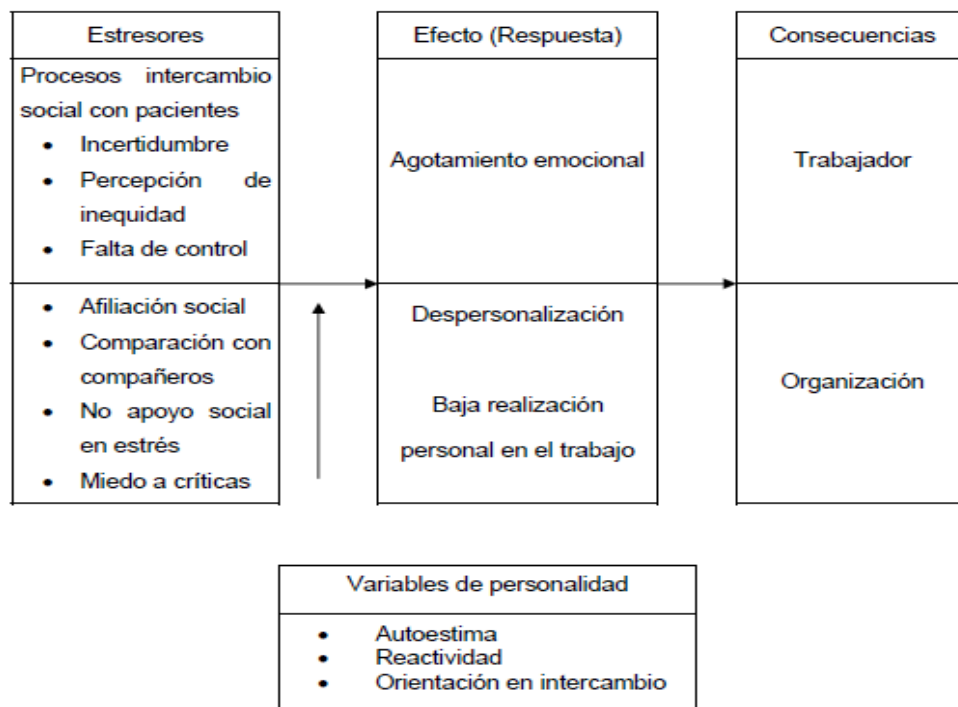 Estresores
Procesos intercambio
social con pacientes
• Incertidumbre
• Percepción de
inequidad
• Falta de control
• Afiliación social
• Comparación con
compañeros
• No apoyo social
en estrés
• Miedo a críticas
Efecto (Respuesta)
Agotamiento emocional
Despersonalización
Baja realización
personal en el trabajo
Consecuencias
Trabajador
Organización
Variables de personalidad
• Autoestima
• Reactividad
• Orientación en intercambio